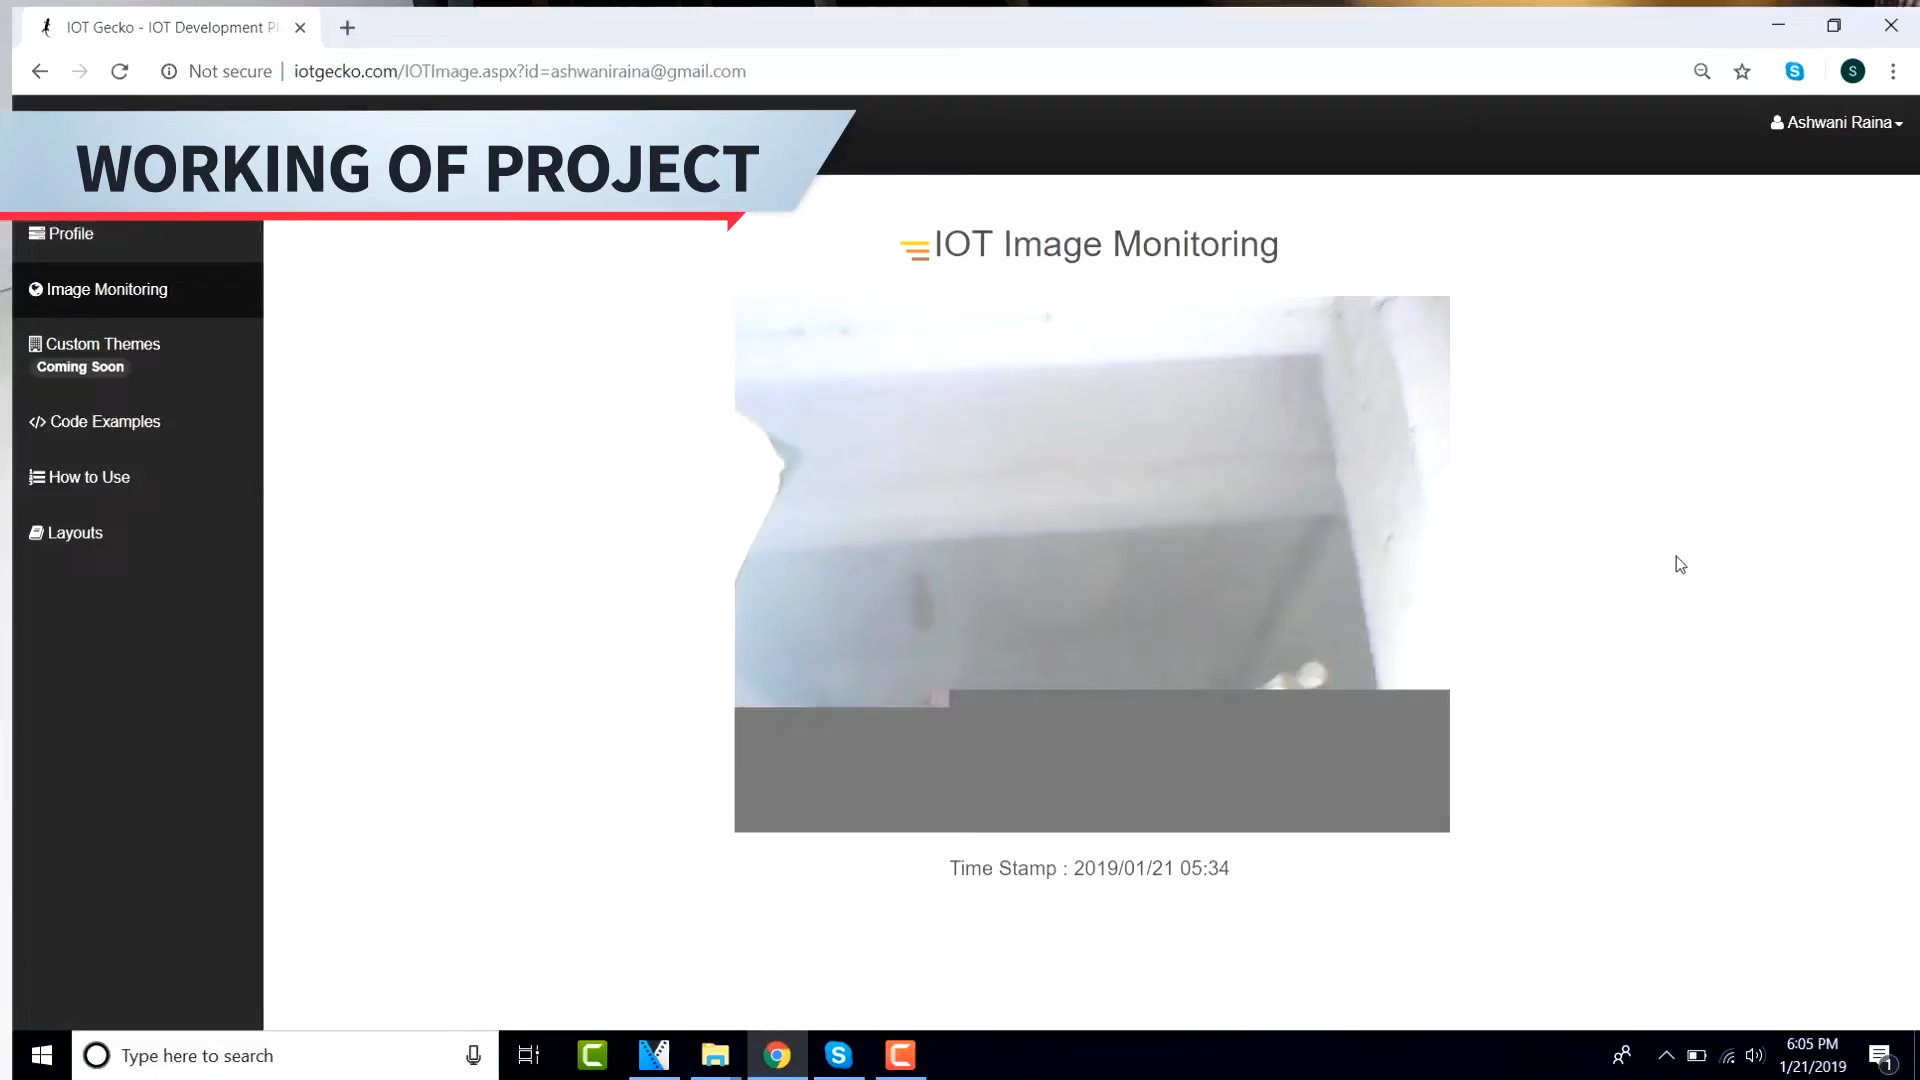 IOT Gecko - IOT Development Pl
Not secure | iotgecko.com/IOTImage.aspx?id=ashwaniraina@gmail.com
S
S
Ashwani Raina
WORKING OF PROJECT
Profile
Image Monitoring
Custom Themes
Coming Soon
Code Examples
How to Use
Layouts
IOT Image Monitoring
Time Stamp : 2019/01/21 05:34
Type here to search
6:05 PM
1/21/2019
1